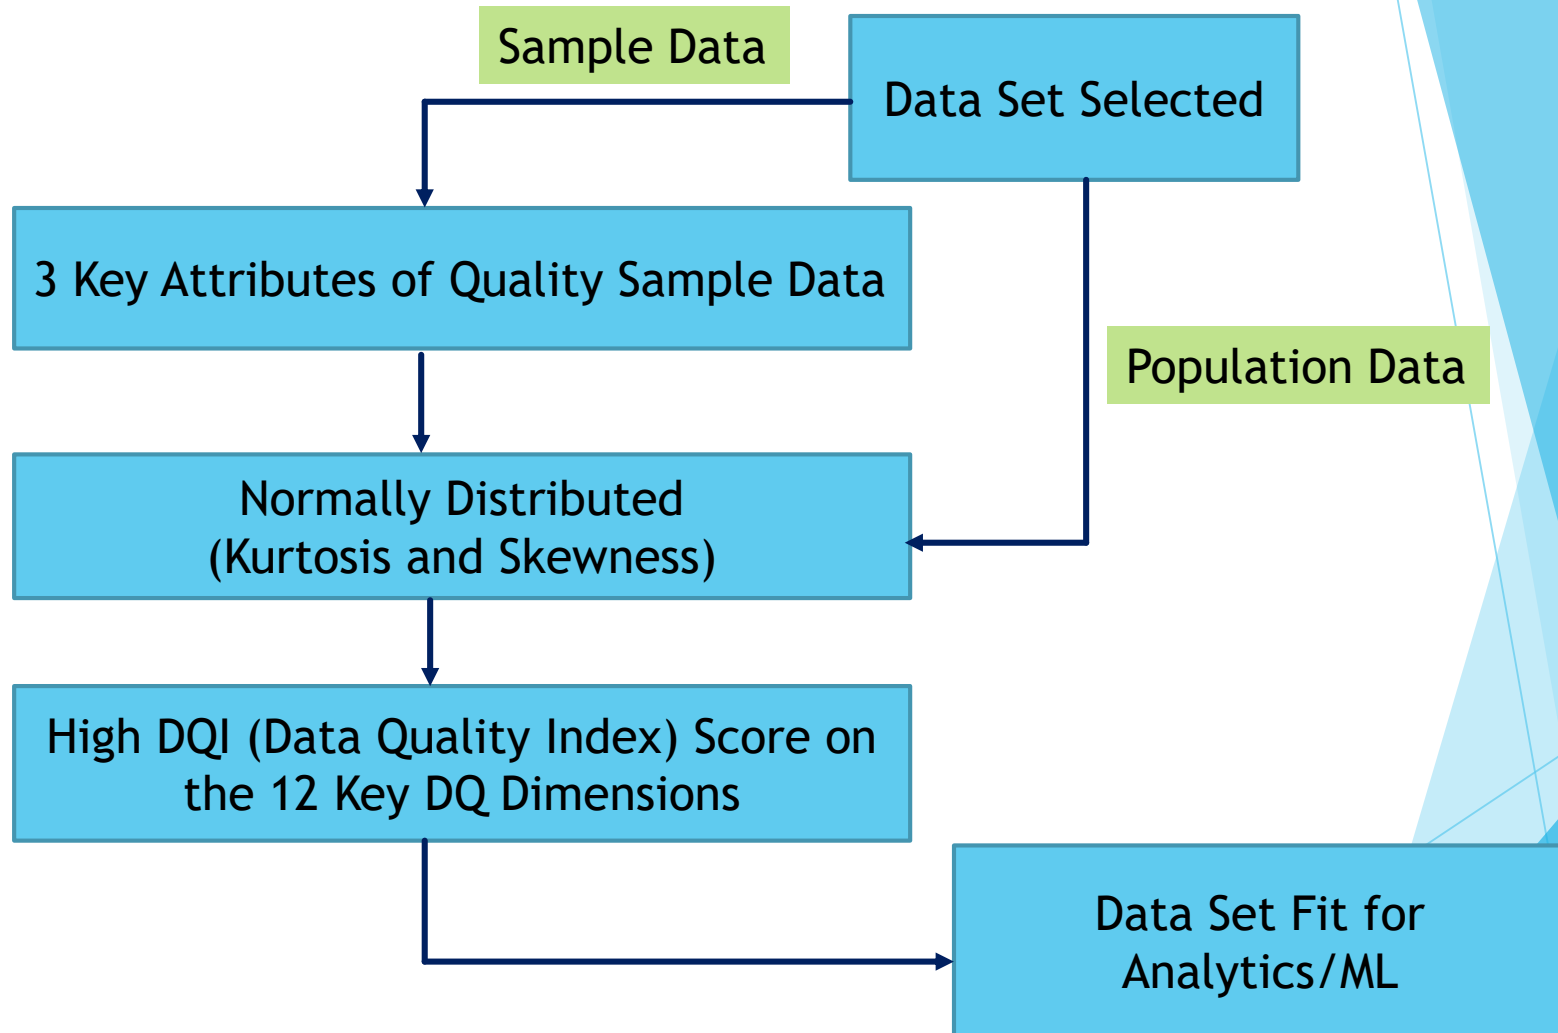 Sample Data
Data Set Selected
3 Key Attributes of Quality Sample Data
Population Data
Normally Distributed
(Kurtosis and Skewness)
High DQI (Data Quality Index) Score on
the 12 Key DQ Dimensions
Data Set Fit for
Analytics/ML